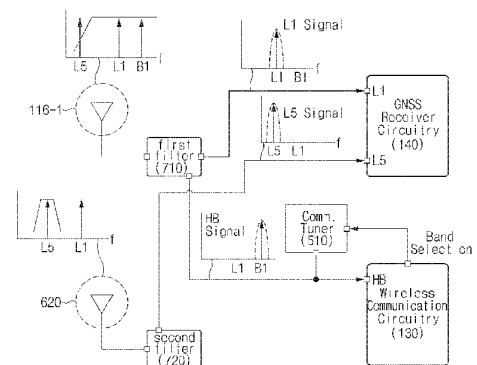 L1 Signal
L5 L1 B1 f
L1 B1 f
116-1
L1
GNSS
Receiver
Circuitry
(140)
L5 Signal
L5 L1
L5
first
filter
(710)
HB
Signal
L1 B1
Comm.
Tuner
(510)
Band
Selection
L5 L1 f
HB
Wireless
Communication
Circuitry
(130)
620
second
filter
(720)